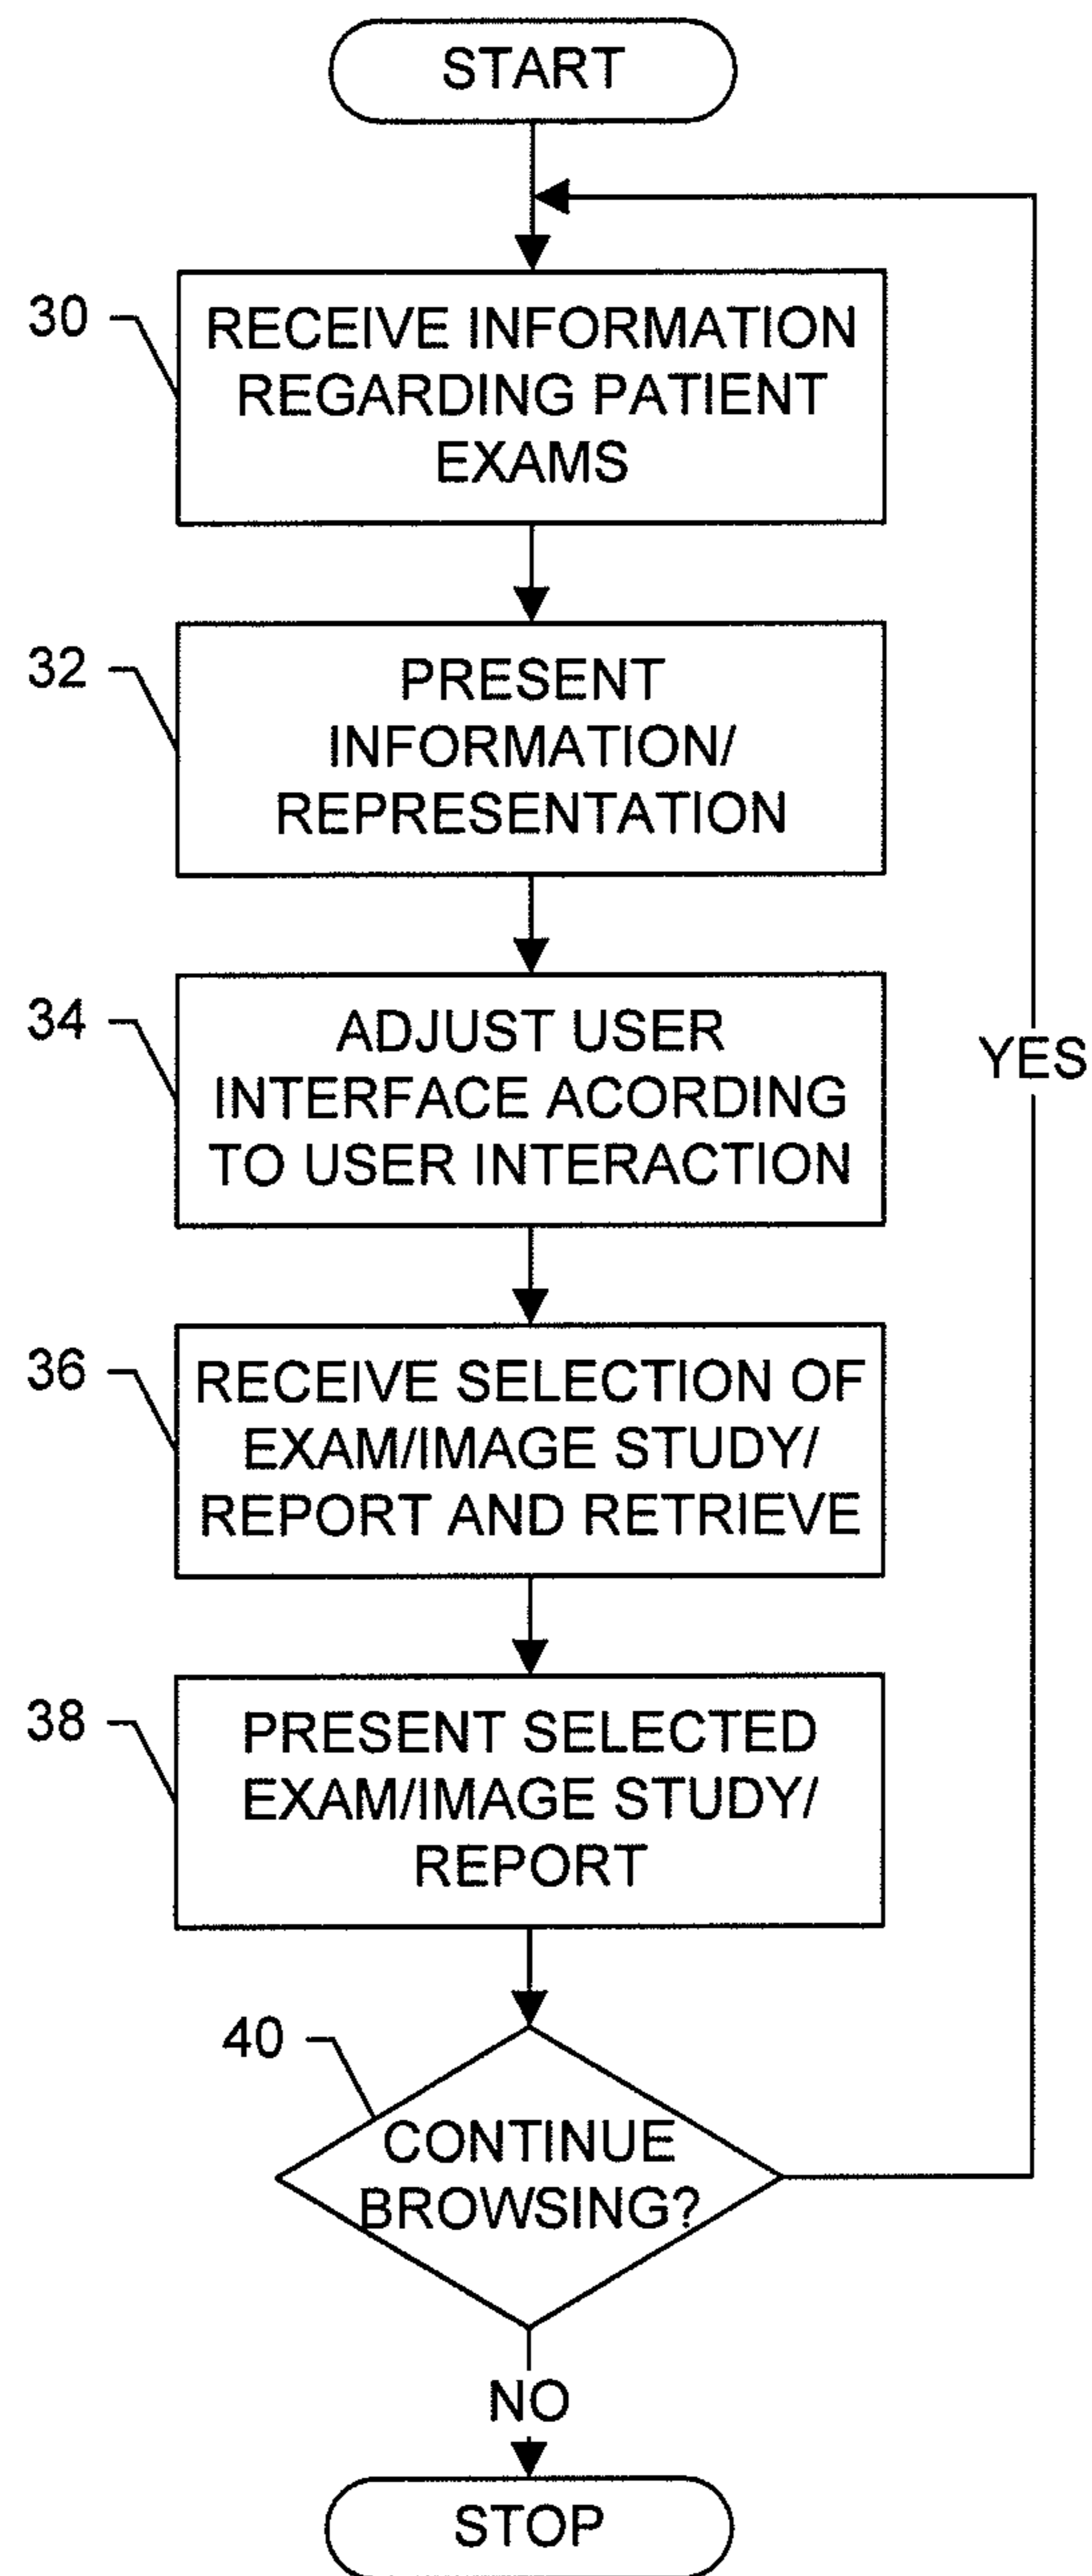 START
30
RECEIVE INFORMATION
REGARDING PATIENT
EXAMS
32
PRESENT
INFORMATION/
REPRESENTATION
34
ADJUST USER
INTERFACE ACORDING
TO USER INTERACTION
YES
36
RECEIVE SELECTION OF
EXAM/IMAGE STUDY/
REPORT AND RETRIEVE
38
PRESENT SELECTED
EXAM/IMAGE STUDY/
REPORT
40
CONTINUE
BROWSING?
NO
STOP